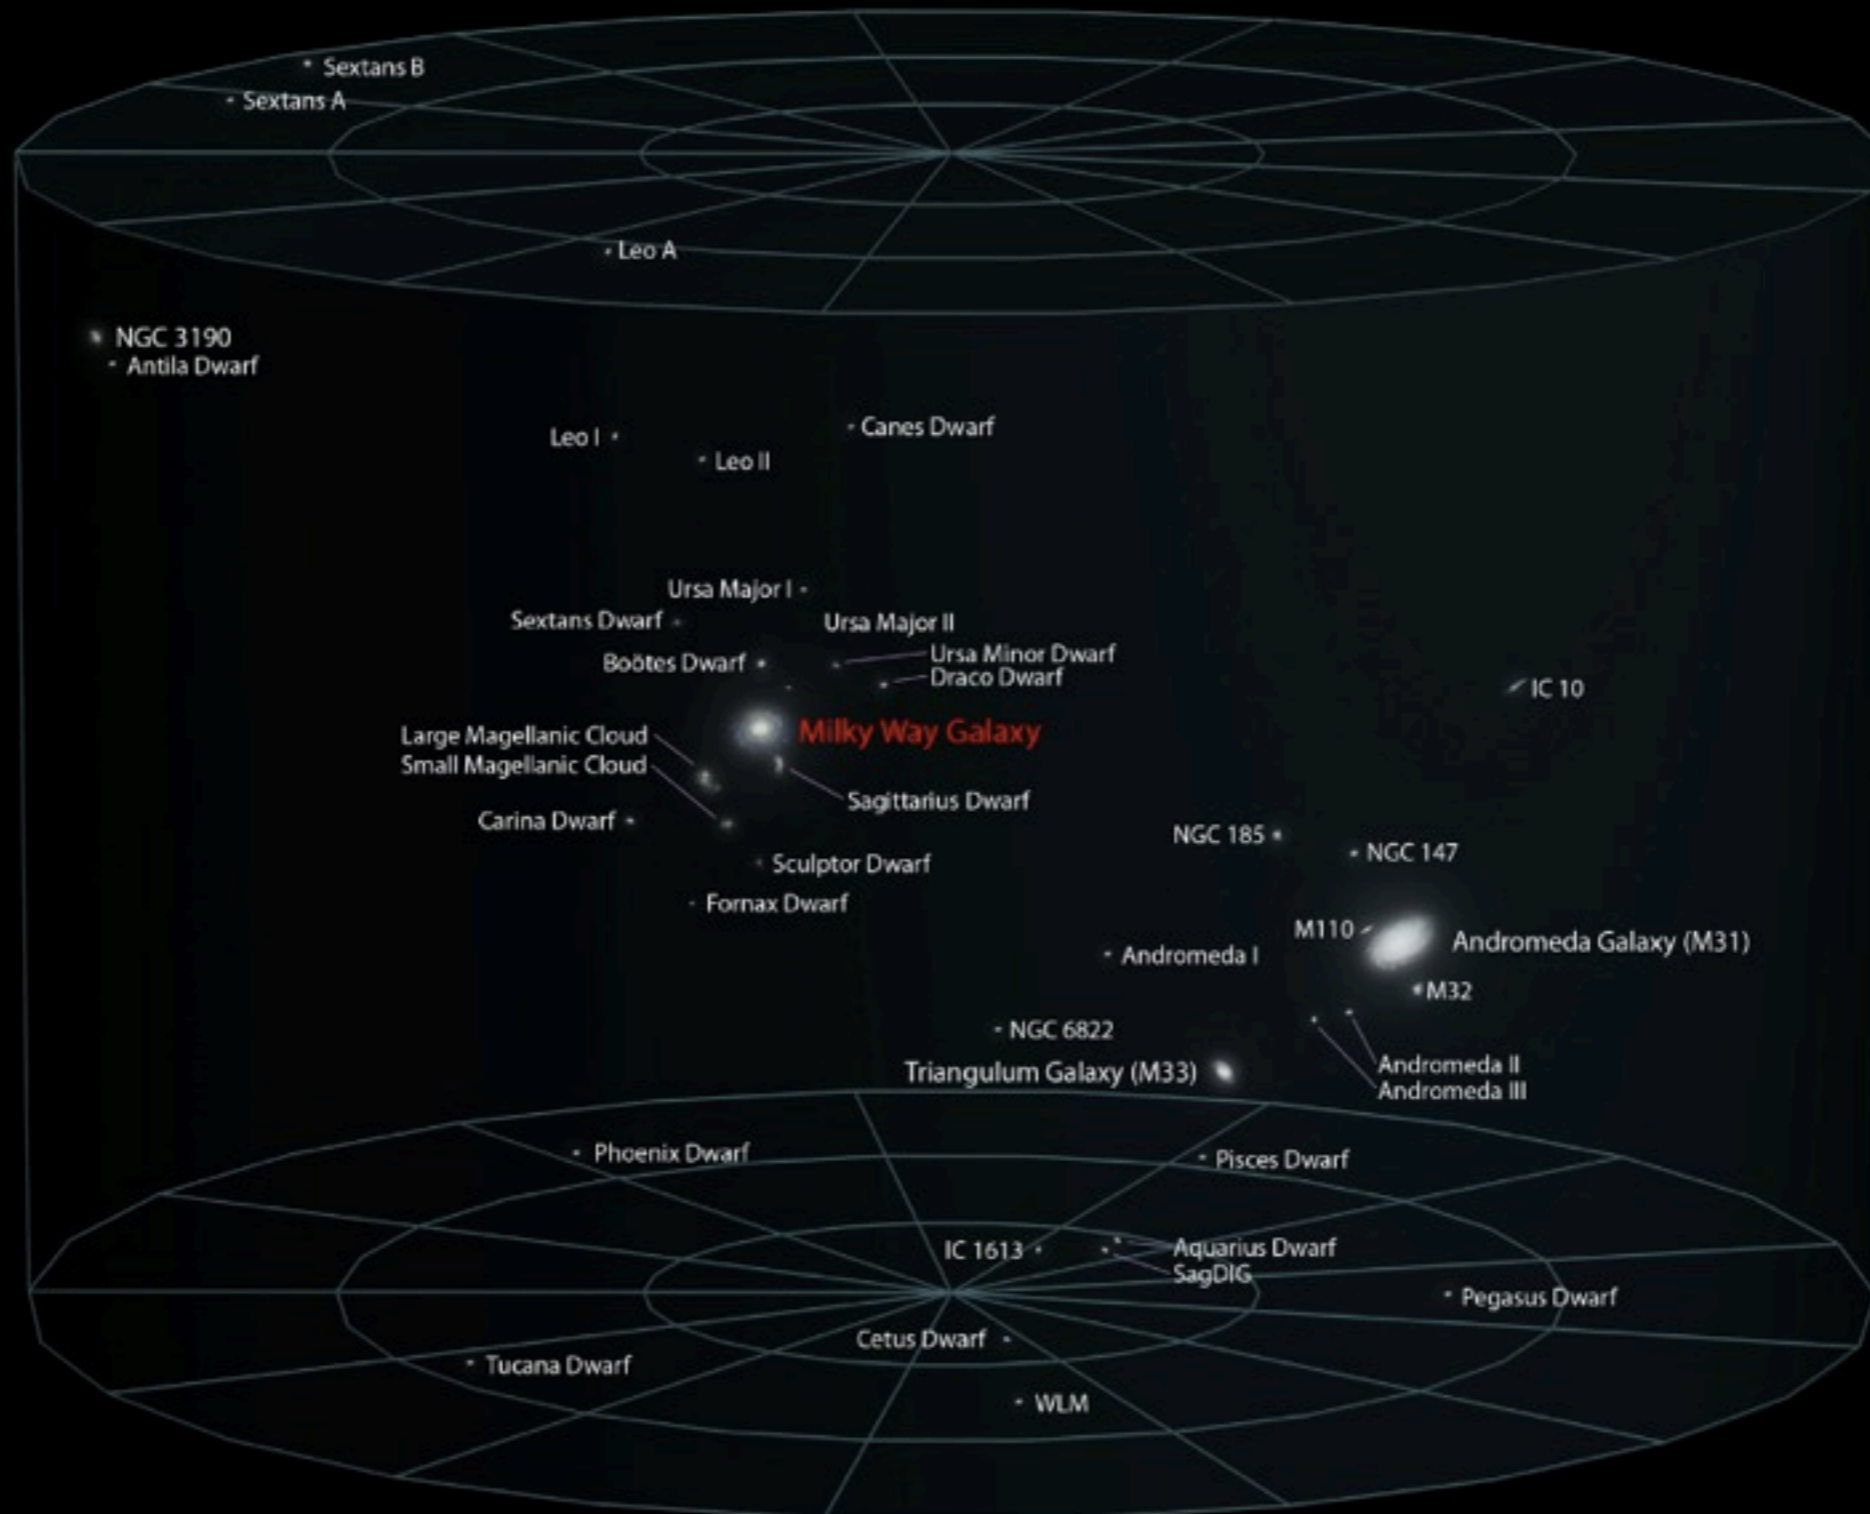 Sextans B
Sextans A
Leo A
NGC 3190
Antila Dwarf
Canes Dwarf
Leo I
Leo II
Ursa Major I
Sextans Dwarf
Ursa Major II
Ursa Minor Dwarf
Boötes Dwarf
Draco Dwarf
IC 10
Milky Way Galaxy
Large Magellanic Cloud
Small Magellanic Cloud
Sagittarius Dwarf
Carina Dwarf
NGC 185
NGC 147
Sculptor Dwarf
Fornax Dwarf
M110
Andromeda Galaxy (M31)
Andromeda I
M32
NGC 6822
Andromeda II
Triangulum Galaxy (M33)
Andromeda III
Phoenix Dwarf
Pisces Dwarf
IC 1613
Aquarius Dwarf
SagDIG
Pegasus Dwarf
Cetus Dwarf
Tucana Dwarf
WLM